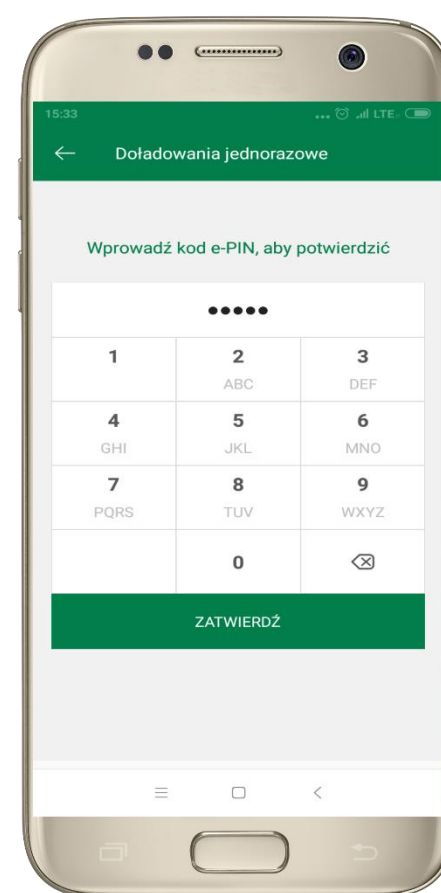 15:33
... LTE
Doładowania jednorazowe
Wprowadź kod e-PIN, aby potwierdzić
•••••
1 2 3
ABC DEF
4 5 6
GHI JKL MNO
7 8 9
PQRS TUV WXYZ
0
ZATWIERDŹ